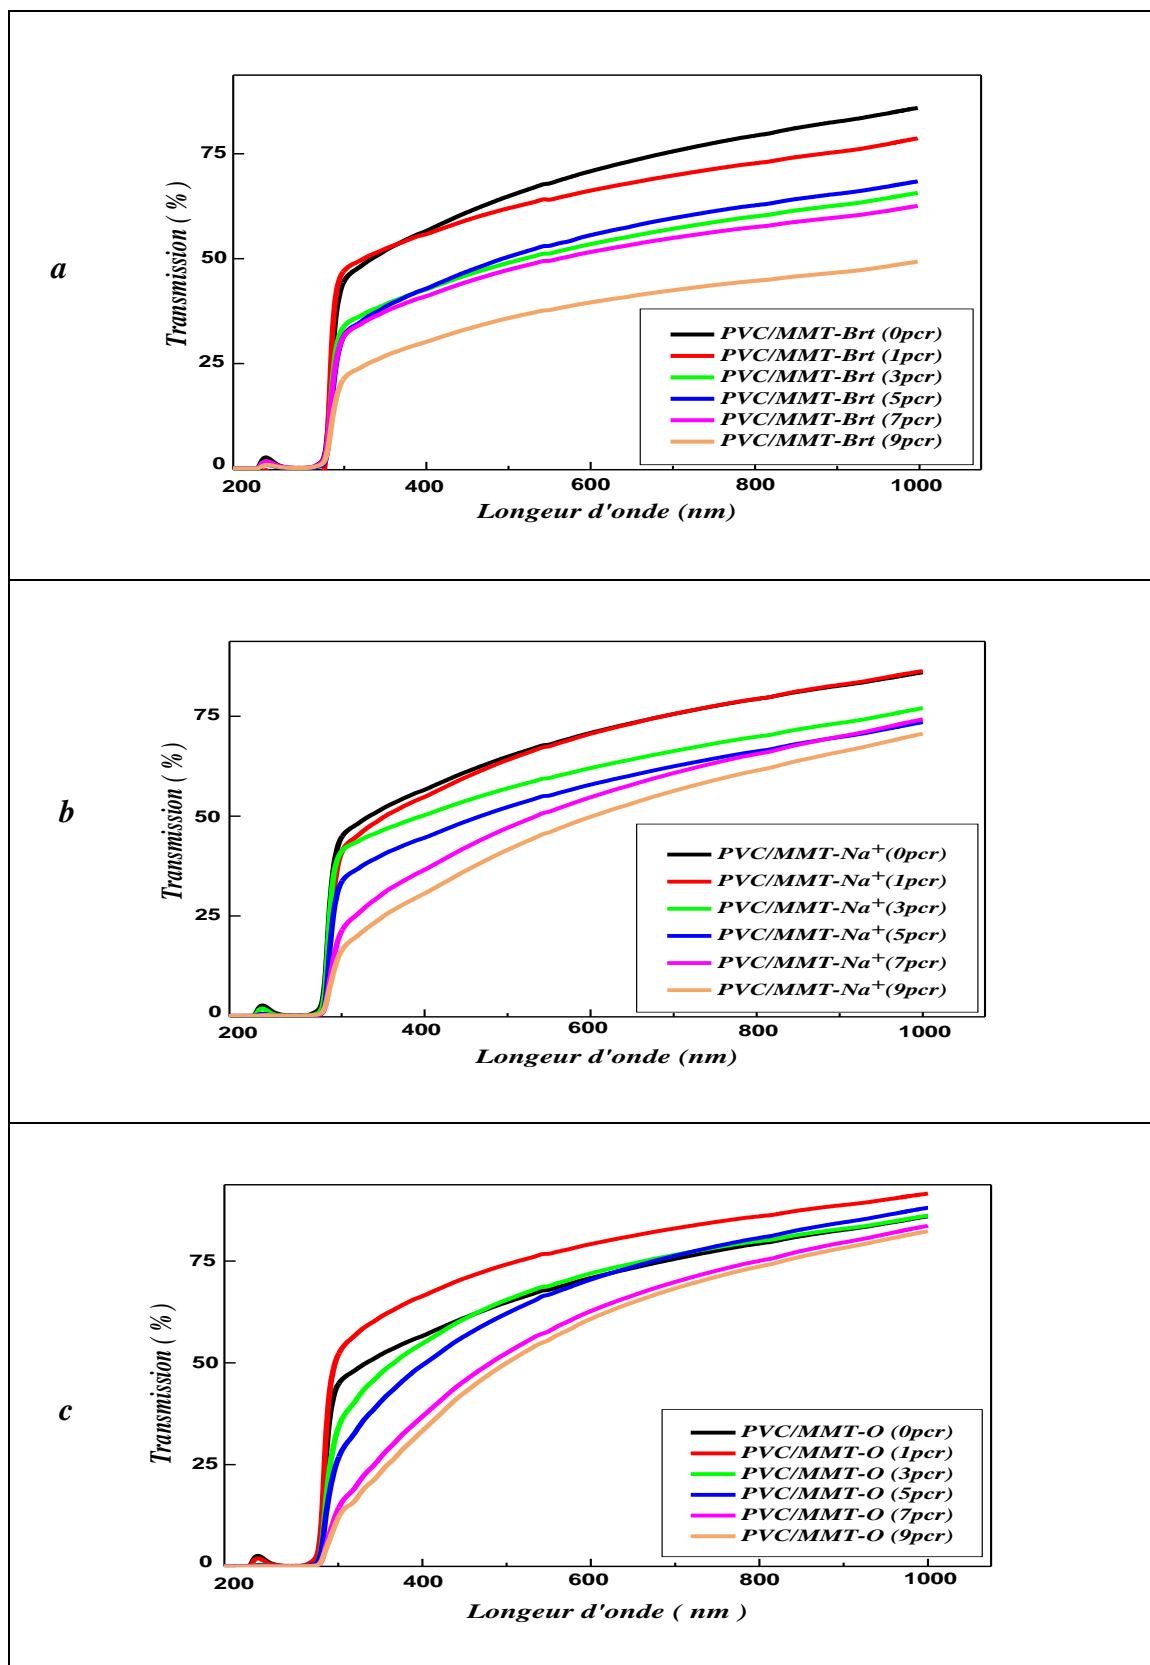 a
Transmission ( %)
75
50
25
0
200
400
600
800
1000
Longeur d'onde (nm)
PVC/MMT-Brt (0pcr)
PVC/MMT-Brt (1pcr)
PVC/MMT-Brt (3pcr)
PVC/MMT-Brt (5pcr)
PVC/MMT-Brt (7pcr)
PVC/MMT-Brt (9pcr)
b
Transmission ( %)
75
50
25
0
200
400
600
800
1000
Longeur d'onde (nm)
PVC/MMT-Na⁺(0pcr)
PVC/MMT-Na⁺(1pcr)
PVC/MMT-Na⁺(3pcr)
PVC/MMT-Na⁺(5pcr)
PVC/MMT-Na⁺(7pcr)
PVC/MMT-Na⁺(9pcr)
c
Transmission ( %)
75
50
25
0
200
400
600
800
1000
Longeur d'onde ( nm )
PVC/MMT-O (0pcr)
PVC/MMT-O (1pcr)
PVC/MMT-O (3pcr)
PVC/MMT-O (5pcr)
PVC/MMT-O (7pcr)
PVC/MMT-O (9pcr)